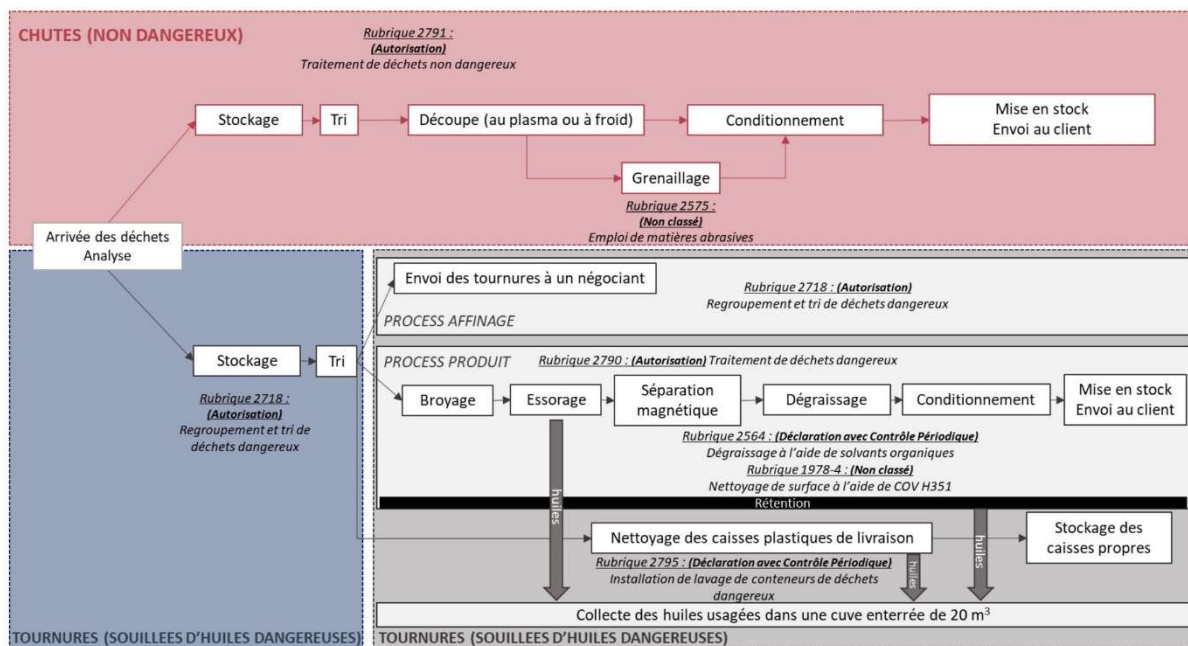 CHUTES (NON DANGEREUX)
Rubrique 2791 :
(Autorisation)
Traitement de déchets non dangereux
Stockage
Tri
Découpe (au plasma ou à froid)
Conditionnement
Mise en stock
Envoi au client
Grenaillage
Rubrique 2575 :
(Non classé)
Emploi de matières abrasives
Arrivée des déchets
Analyse
Envoi des tournures à un négociant
Rubrique 2718 : (Autorisation)
Regroupement et tri de déchets dangereux
PROCESS AFFINAGE
Stockage
Tri
Rubrique 2718 :
(Autorisation)
Regroupement et tri de
déchets dangereux
PROCESS PRODUIT
Rubrique 2790 : (Autorisation) Traitement de déchets dangereux
Broyage
Essorage
Séparation
magnétique
Dégraissage
Conditionnement
Mise en stock
Envoi au client
Rubrique 2564 : (Déclaration avec Contrôle Périodique)
Dégraissage à l'aide de solvants organiques
Rubrique 1978-4 : (Non classé)
Nettoyage de surface à l'aide de COV H351
Rétention
huiles
Nettoyage des caisses plastiques de livraison
huiles
Stockage des
caisses propres
Rubrique 2795 : (Déclaration avec Contrôle Périodique)
Installation de lavage de conteneurs de déchets
dangereux
huiles
Collecte des huiles usagées dans une cuve enterrée de 20 m³
TOURNURES (SOUILLEES D'HUILES DANGEREUSES)
TOURNURES (SOUILLEES D'HUILES DANGEREUSES)